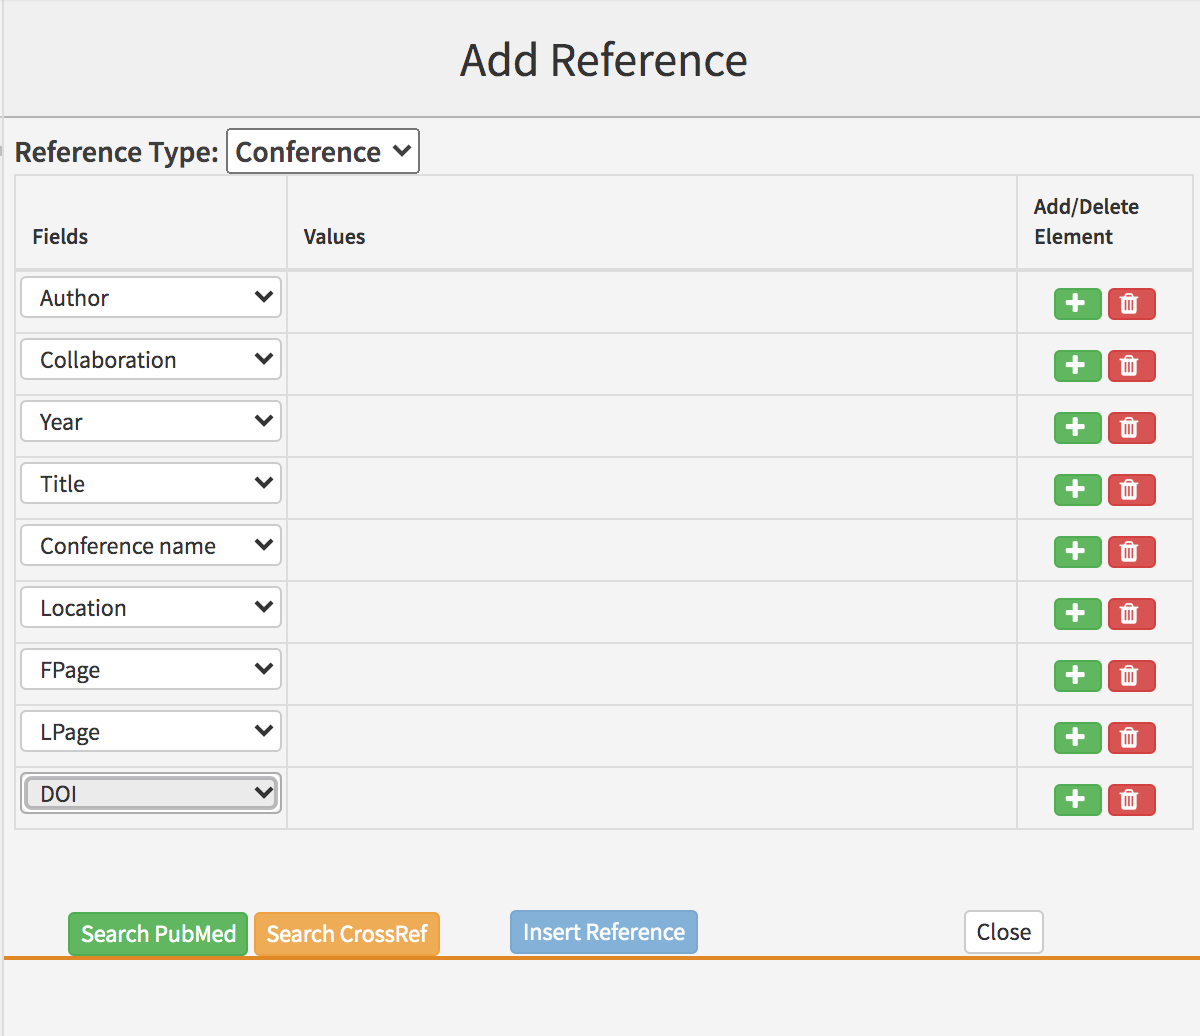 Add Reference
Reference Type: Conference
Fields Values Add/Delete Element
Author
Collaboration
Year
Title
Conference name
Location
FPage
LPage
DOI
Search PubMed Search CrossRef Insert Reference Close